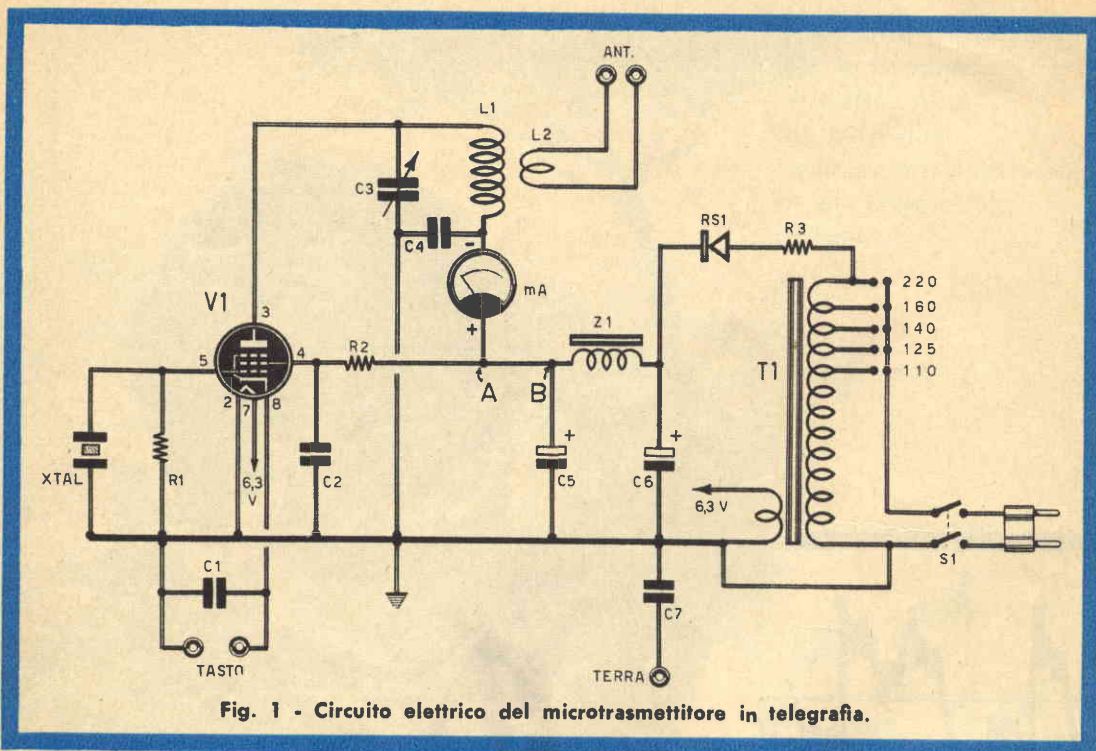 ANT.
L1
L2
C3
C4
-
mA
+
RS1
R3
220
160
140
125
110
T1
V1
3
5
4
2
7
8
R2
A
B
Z1
XTAL
R1
6,3
V
C2
+
C5
+
C6
6,3 V
S1
C1
C7
TASTO
TERRA
Fig. 1 - Circuito elettrico del microtrasmettitore in telegrafia.